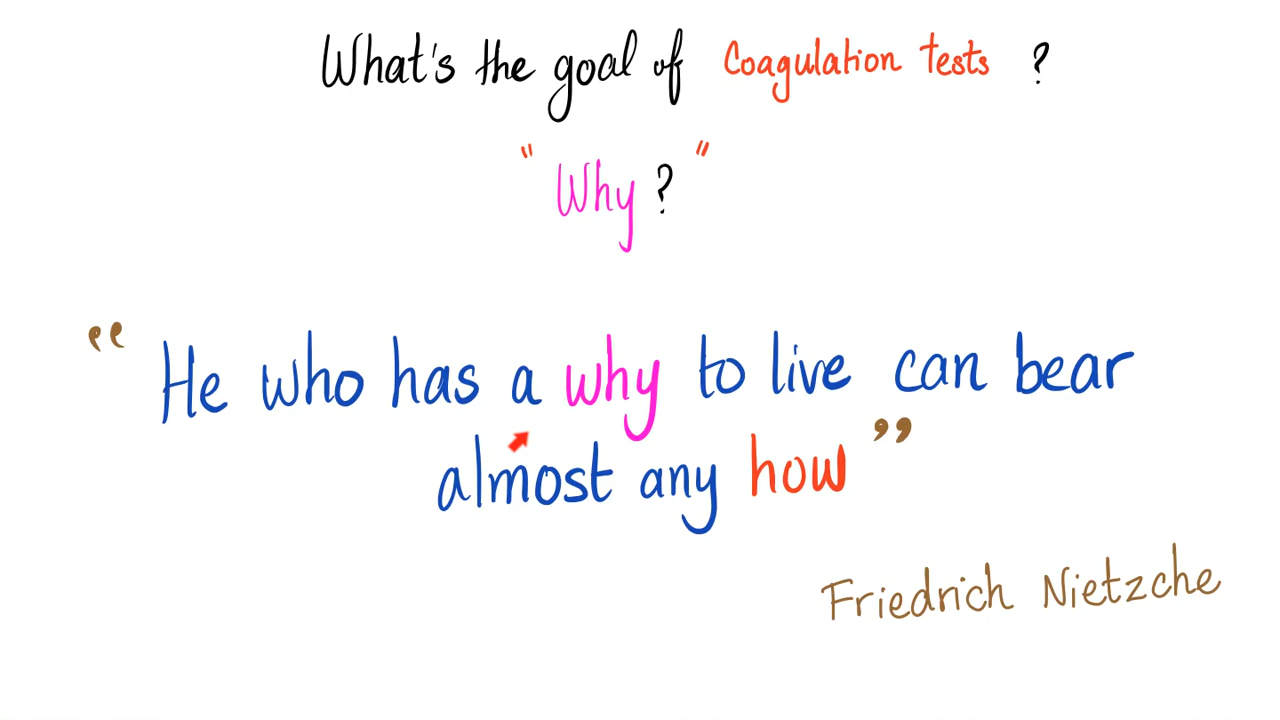 What's the goal of Coagulation tests ?
" Why ? "
“ He who has a why to live can bear
almost any how ”
Friedrich Nietzche